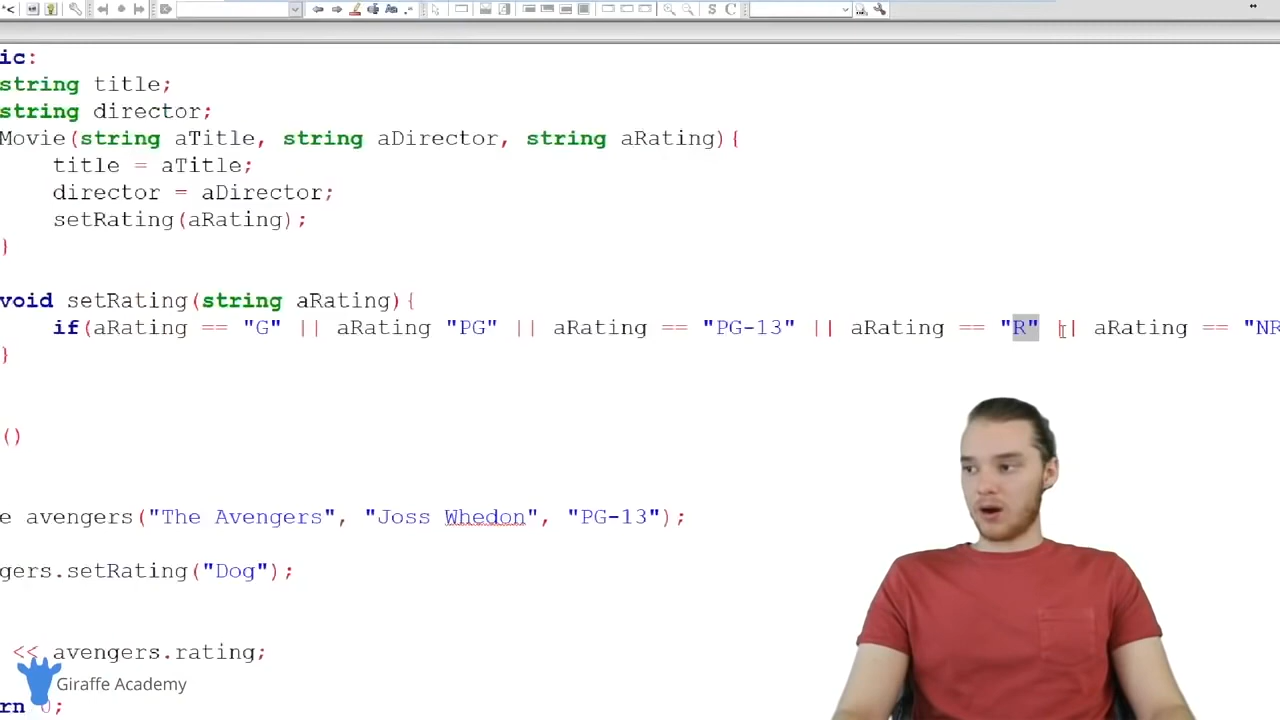 ic:
string title;
string director;
Movie(string aTitle, string aDirector, string aRating){
title = aTitle;
director = aDirector;
setRating(aRating);
}
void setRating(string aRating){
if(aRating == "G" || aRating "PG" || aRating == "PG-13" || aRating == "R" || aRating == "NR
}
()
e avengers("The Avengers", "Joss Whedon", "PG-13");
gers.setRating("Dog");
<< avengers.rating;
Giraffe Academy
rn 0;